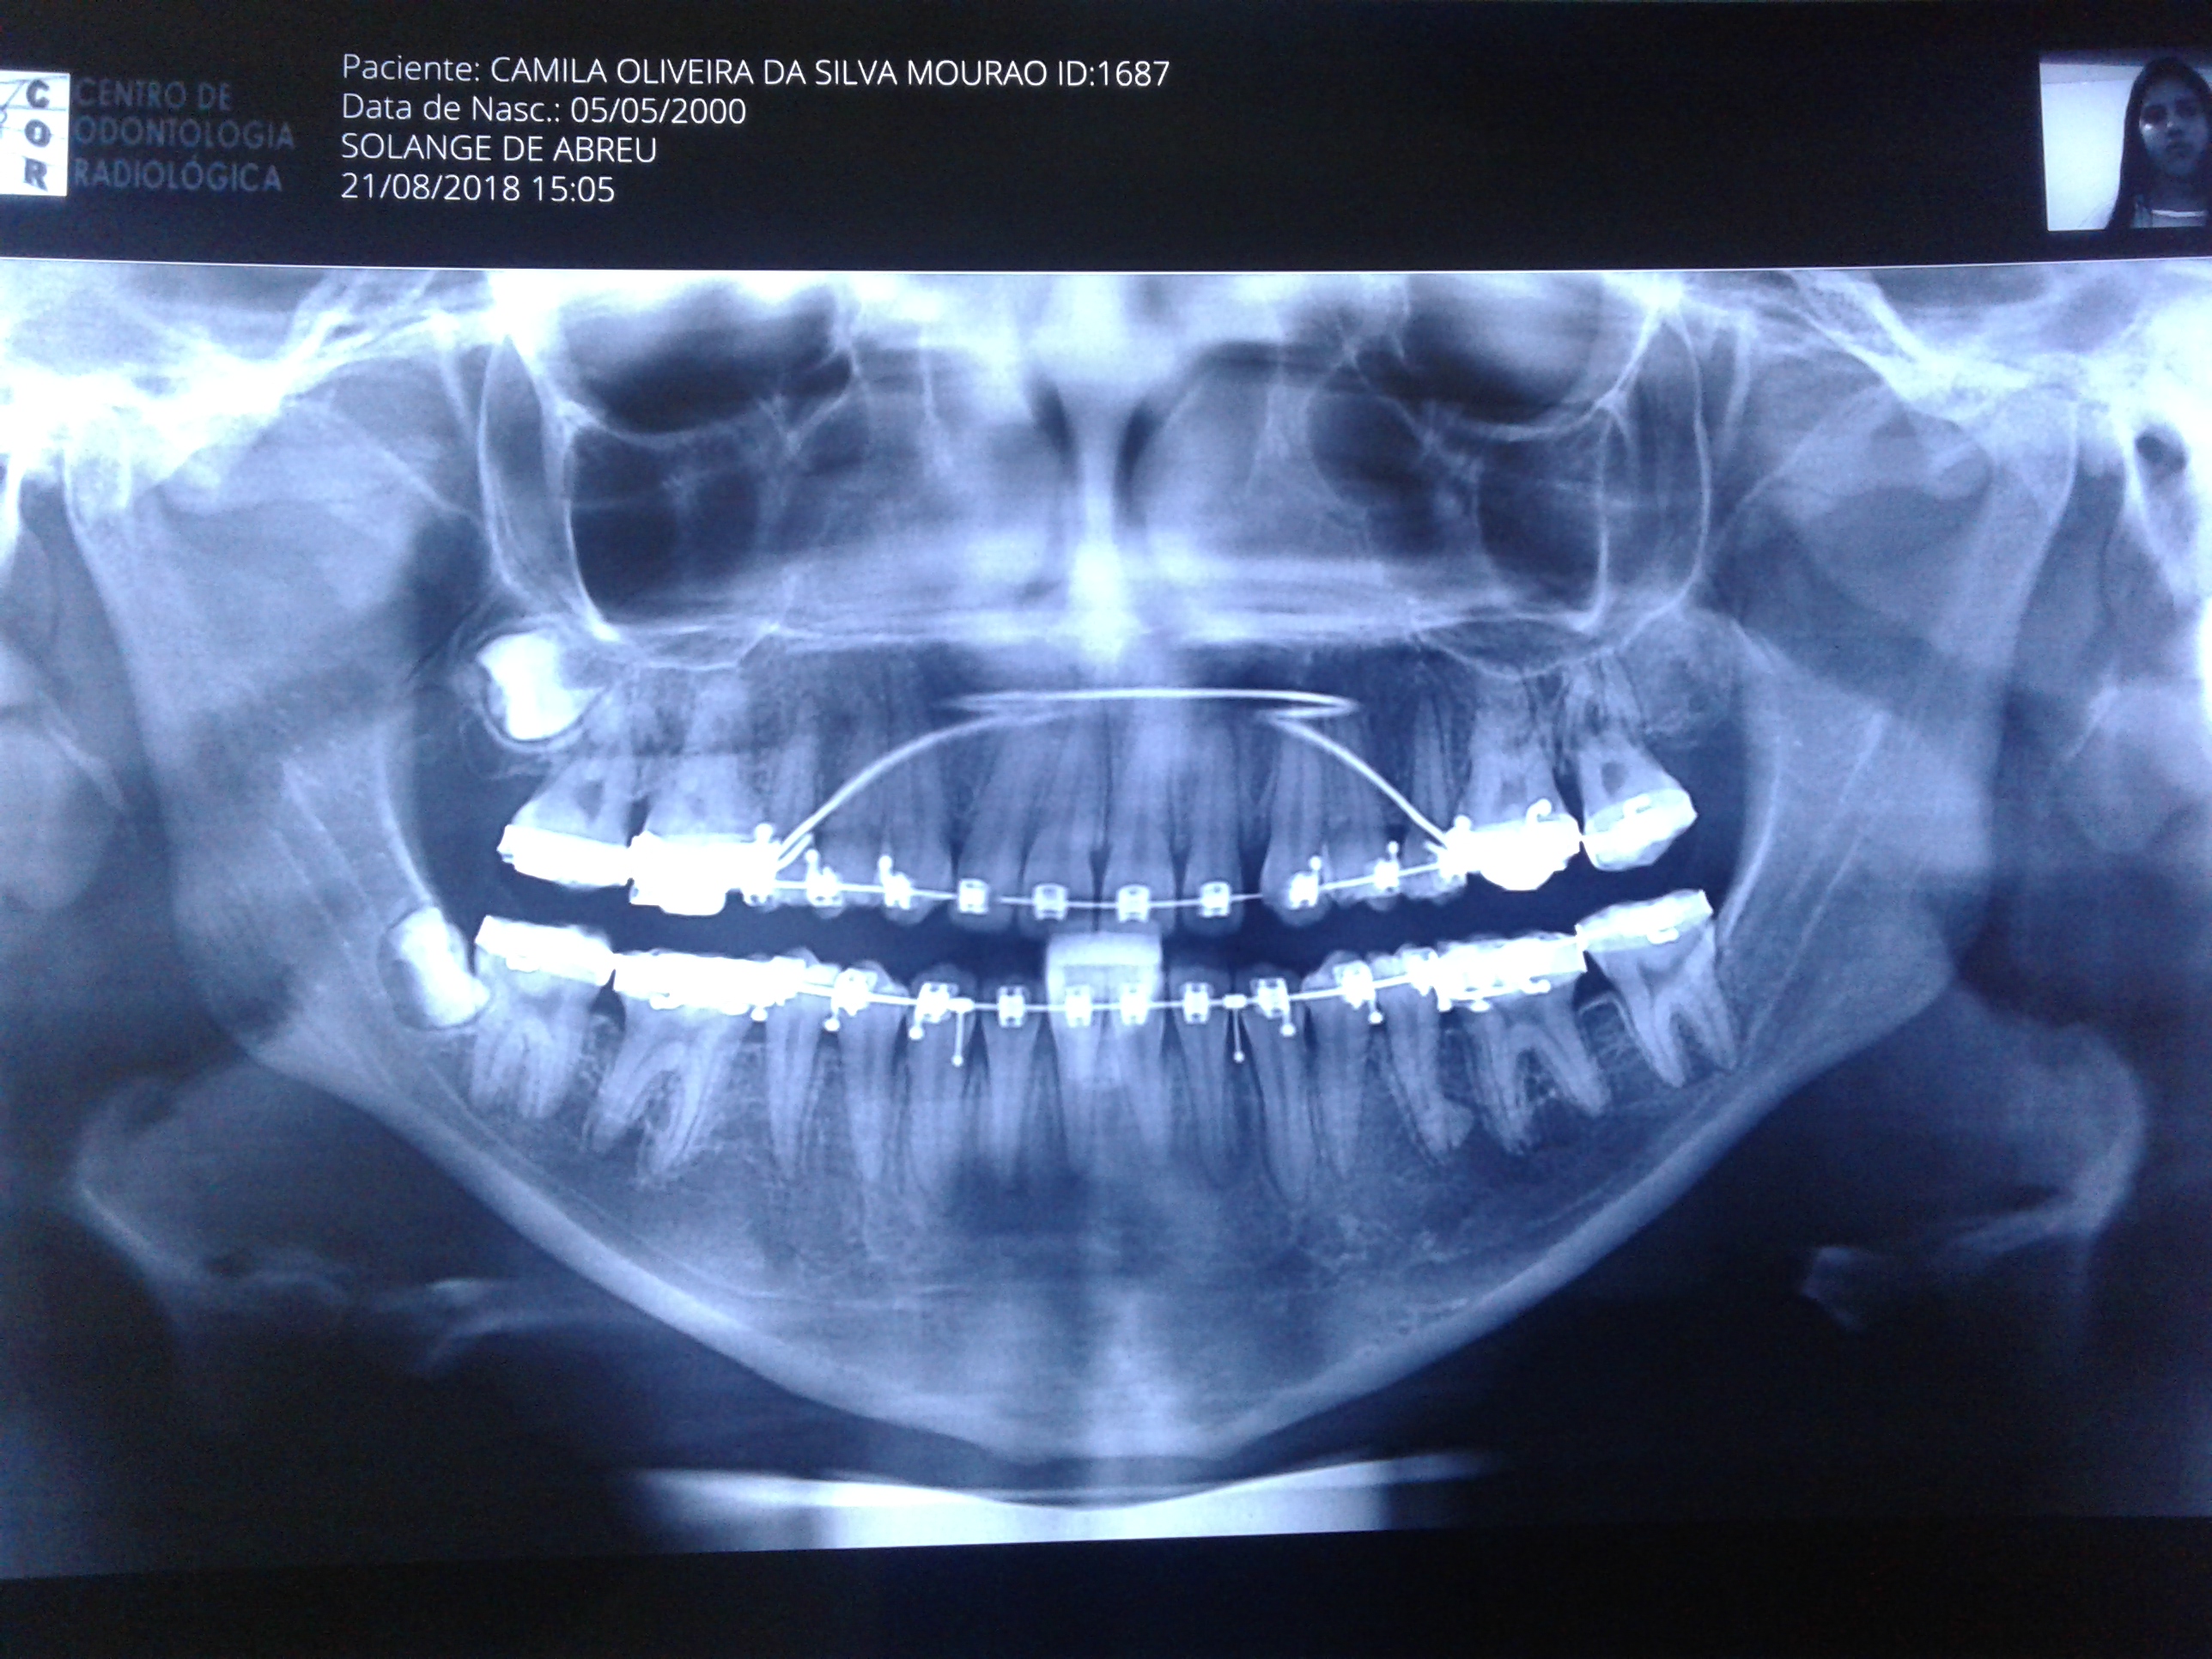 COR
CENTRO DE
ODONTOLOGIA
RADIOLÓGICA
Paciente: CAMILA OLIVEIRA DA SILVA MOURAO ID:1687
Data de Nasc.: 05/05/2000
SOLANGE DE ABREU
21/08/2018 15:05